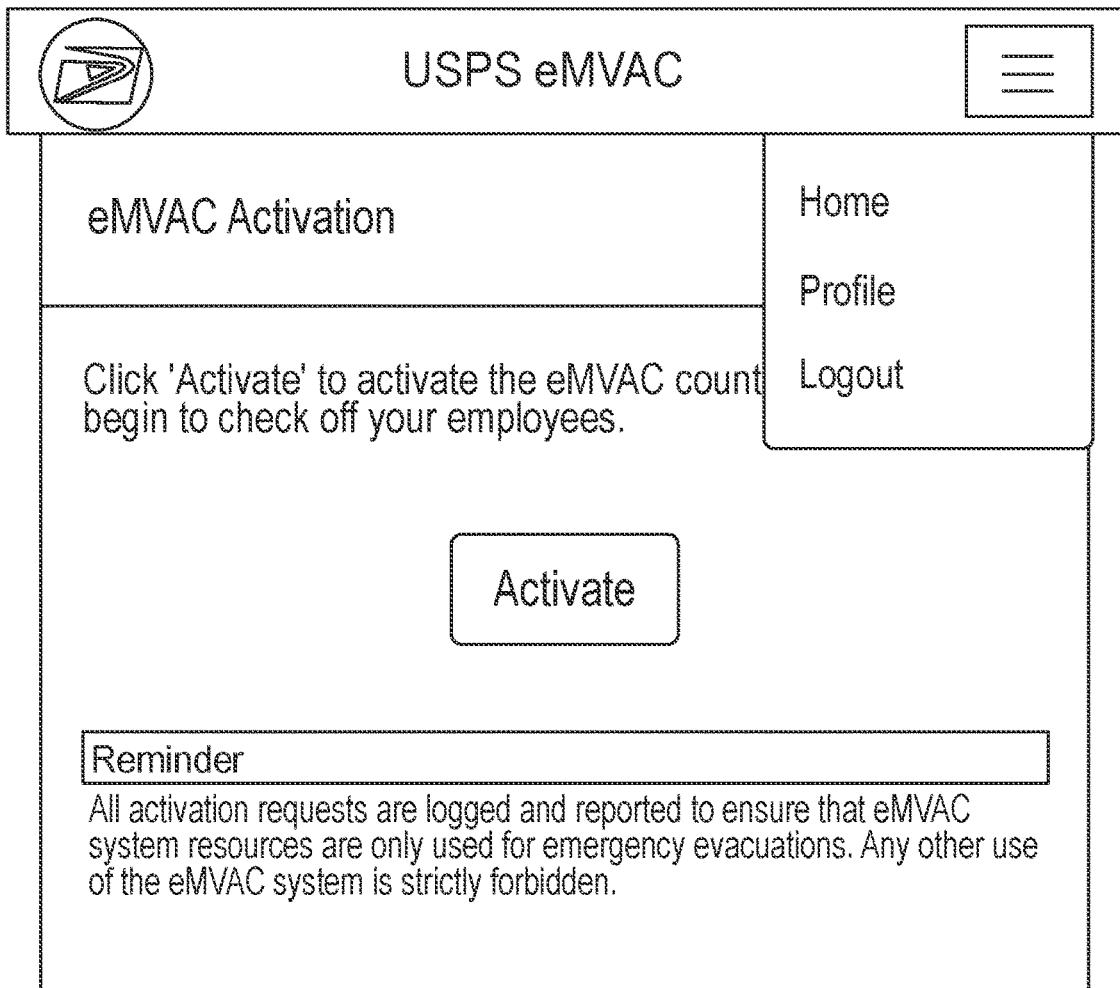 USPS eMVAC
eMVAC Activation
Home
Profile
Logout
Click 'Activate' to activate the eMVAC count
begin to check off your employees.
Activate
Reminder
All activation requests are logged and reported to ensure that eMVAC
system resources are only used for emergency evacuations. Any other use
of the eMVAC system is strictly forbidden.